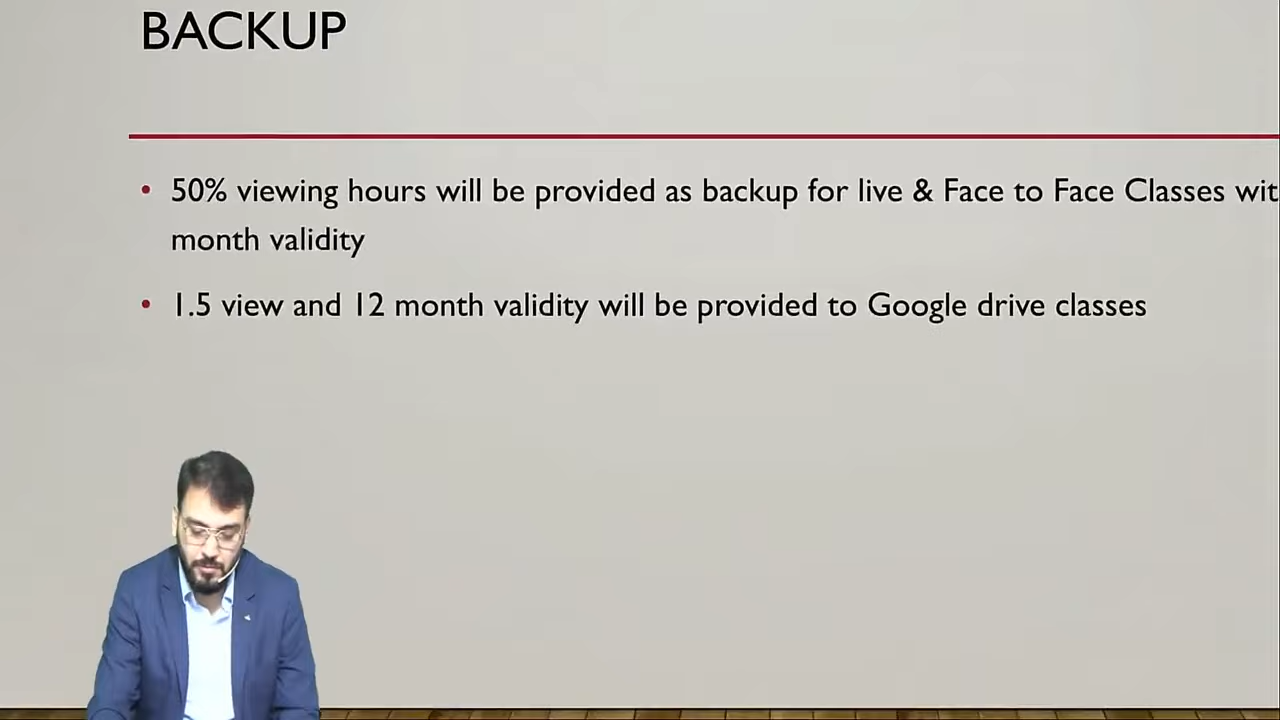 BACKUP
• 50% viewing hours will be provided as backup for live & Face to Face Classes wit
month validity
• 1.5 view and 12 month validity will be provided to Google drive classes